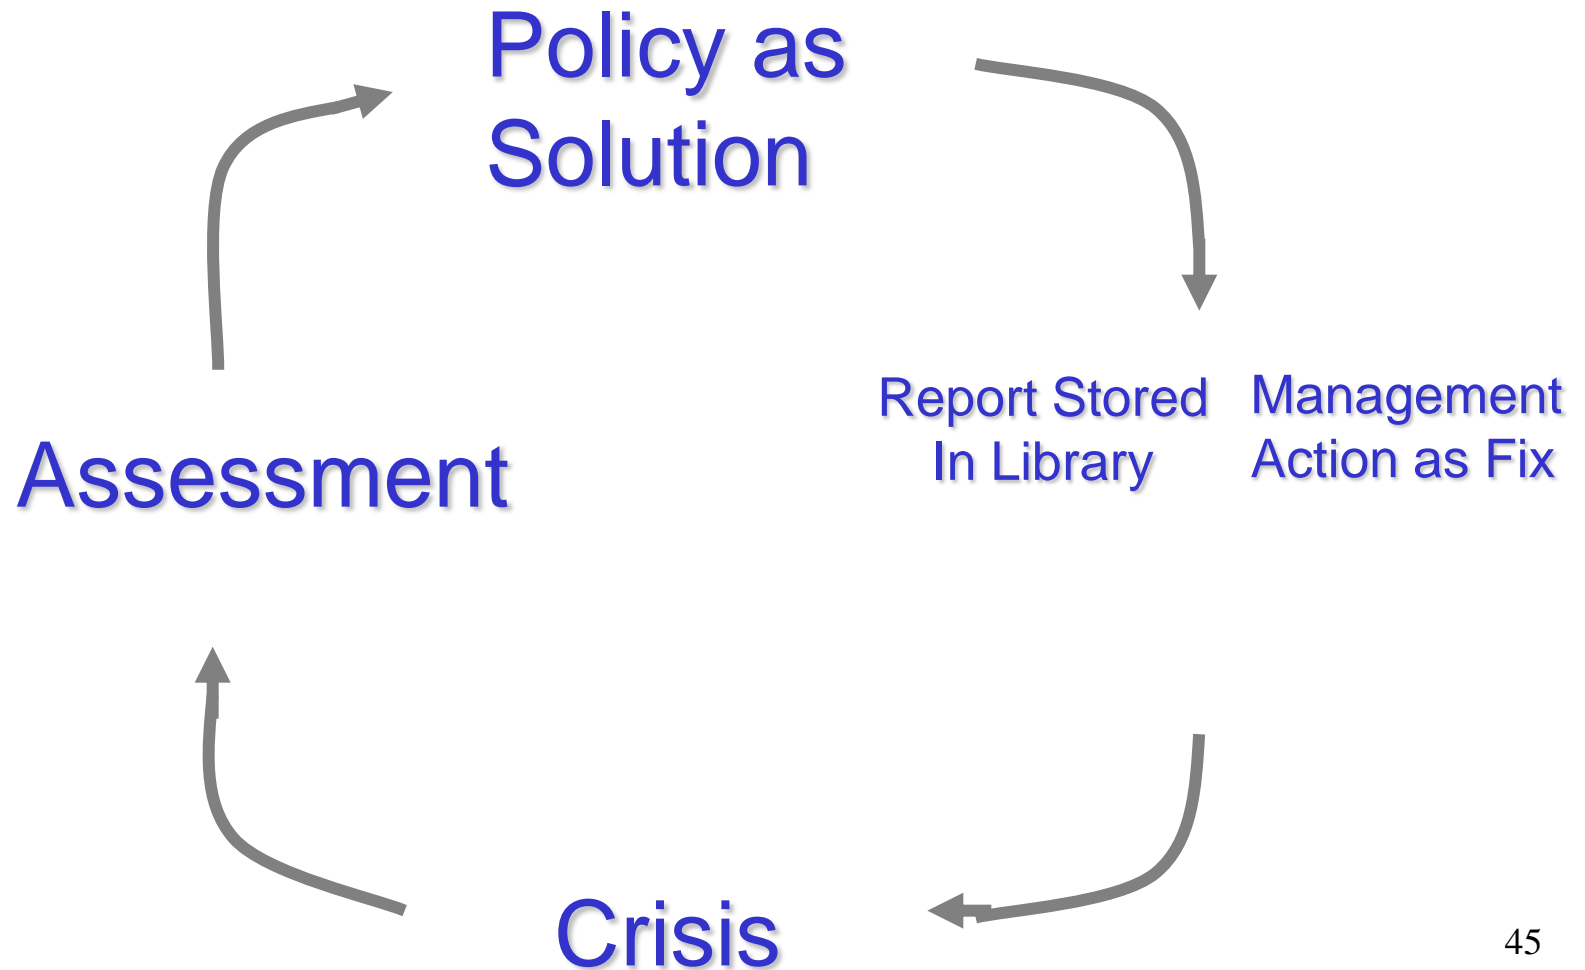 Policy as
Solution
Report Stored
In Library
Management
Action as Fix
Assessment
Crisis
45